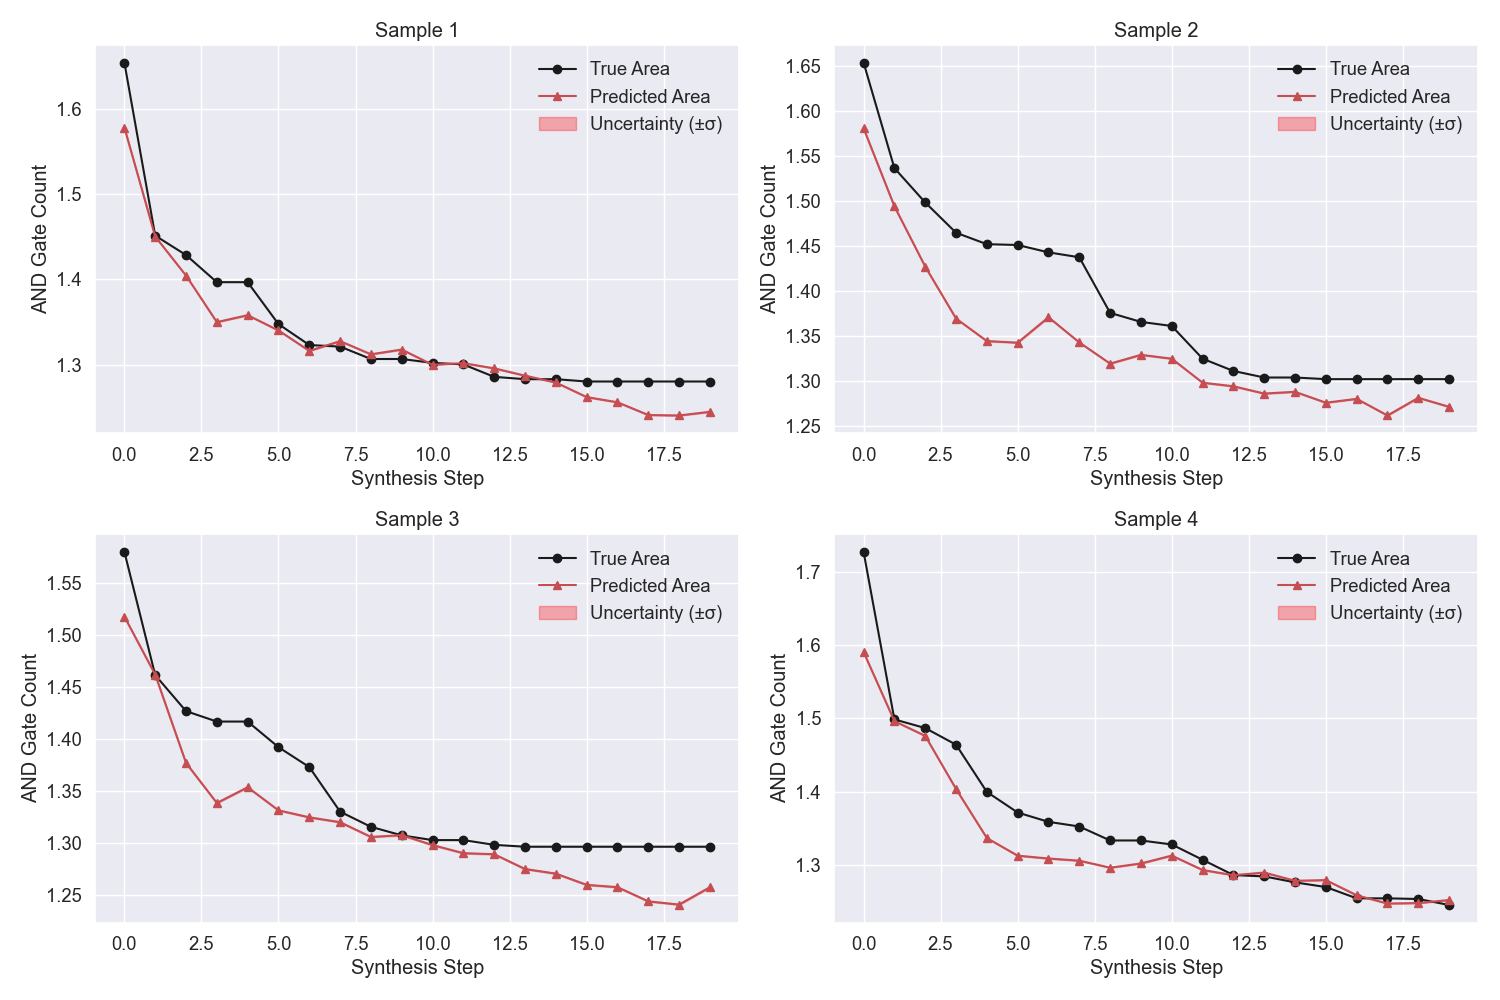 Sample 1
True Area
Predicted Area
Uncertainty (±σ)
AND Gate Count
1.6
1.5
1.4
1.3
0.0 2.5 5.0 7.5 10.0 12.5 15.0 17.5
Synthesis Step
Sample 2
True Area
Predicted Area
Uncertainty (±σ)
AND Gate Count
1.65
1.60
1.55
1.50
1.45
1.40
1.35
1.30
1.25
0.0 2.5 5.0 7.5 10.0 12.5 15.0 17.5
Synthesis Step
Sample 3
True Area
Predicted Area
Uncertainty (±σ)
AND Gate Count
1.55
1.50
1.45
1.40
1.35
1.30
1.25
0.0 2.5 5.0 7.5 10.0 12.5 15.0 17.5
Synthesis Step
Sample 4
True Area
Predicted Area
Uncertainty (±σ)
AND Gate Count
1.7
1.6
1.5
1.4
1.3
0.0 2.5 5.0 7.5 10.0 12.5 15.0 17.5
Synthesis Step